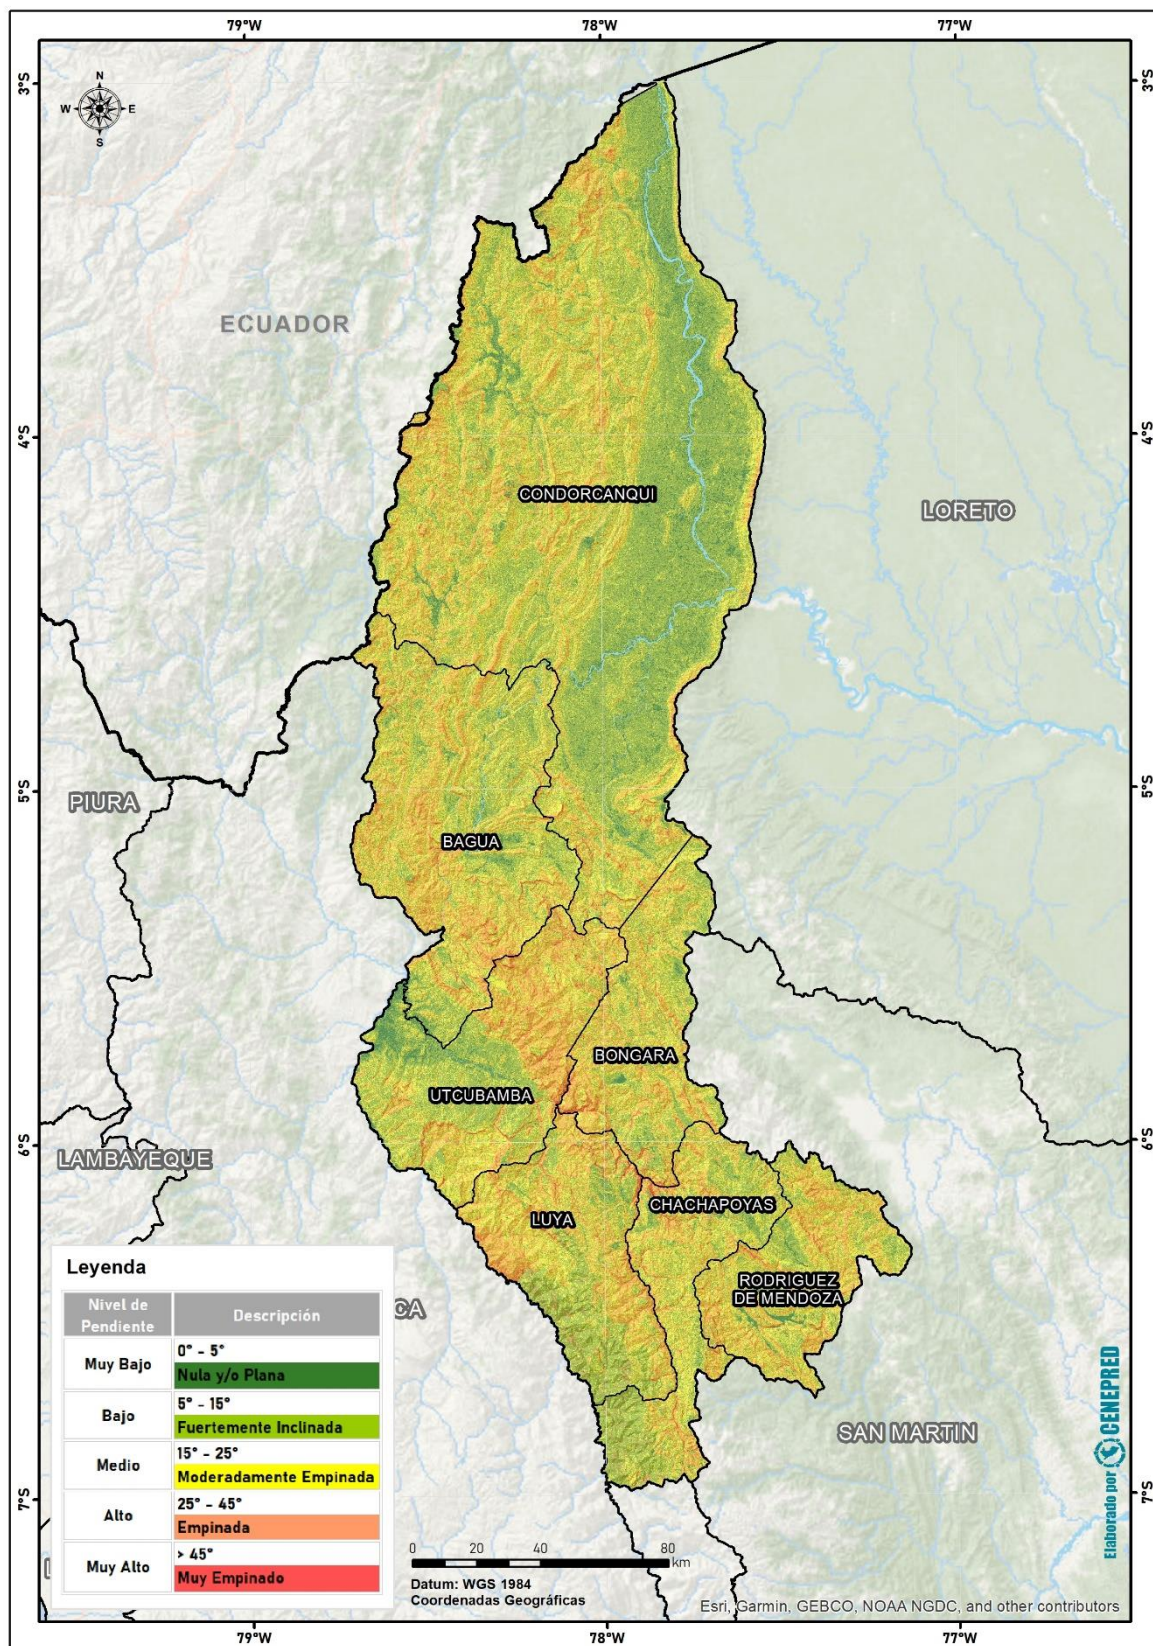 79°W 78°W 77°W
3°S 3°S
N
W E
S
ECUADOR
4°S 4°S
CONDORCANQUI
LORETO
5°S 5°S
PIURA
BAGUA
BONGARA
UTCUBAMBA
6°S 6°S
LAMBAYEQUE
CHACHAPOYAS
LUYA
RODRIGUEZ
DE MENDOZA
CA
SAN MARTIN
7°S 7°S
Leyenda
Nivel de
Pendiente
Descripción
Muy Bajo
0° - 5°
Nula y/o Plana
Bajo
5° - 15°
Fuertemente Inclinada
Medio
15° - 25°
Moderadamente Empinada
Alto
25° - 45°
Empinada
Muy Alto
> 45°
Muy Empinado
0 20 40 80
km
Datum: WGS 1984
Coordenadas Geográficas
Elaborado por CENEPRED
Esri, Garmin, GEBCO, NOAA NGDC, and other contributors
79°W 78°W 77°W